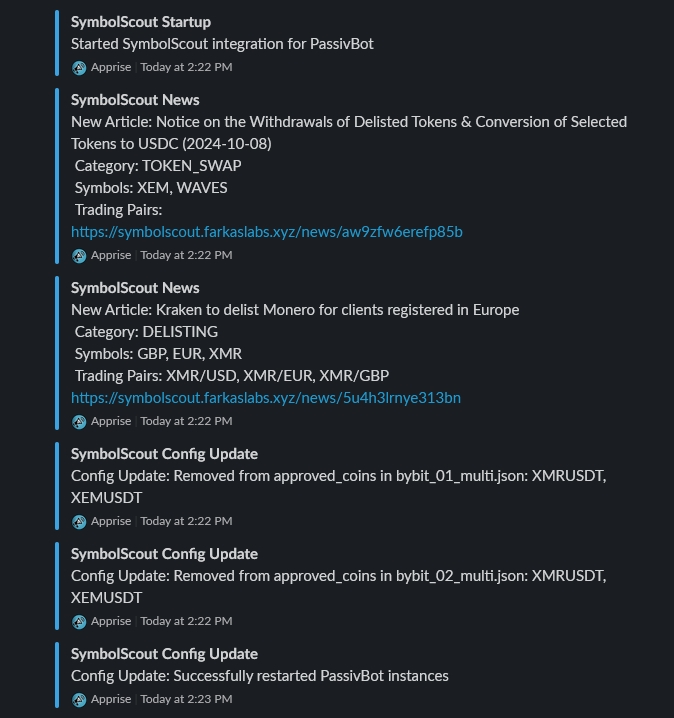 SymbolScout Startup
Started SymbolScout integration for PassivBot
Apprise | Today at 2:22 PM
SymbolScout News
New Article: Notice on the Withdrawals of Delisted Tokens & Conversion of Selected
Tokens to USDC (2024-10-08)
Category: TOKEN_SWAP
Symbols: XEM, WAVES
Trading Pairs:
https://symbolscout.farkaslabs.xyz/news/aw9zfw6erefp85b
Apprise | Today at 2:22 PM
SymbolScout News
New Article: Kraken to delist Monero for clients registered in Europe
Category: DELISTING
Symbols: GBP, EUR, XMR
Trading Pairs: XMR/USD, XMR/EUR, XMR/GBP
https://symbolscout.farkaslabs.xyz/news/5u4h3lrnye313bn
Apprise | Today at 2:22 PM
SymbolScout Config Update
Config Update: Removed from approved_coins in bybit_01_multi.json: XMRUSDT,
XEMUSDT
Apprise | Today at 2:22 PM
SymbolScout Config Update
Config Update: Removed from approved_coins in bybit_02_multi.json: XMRUSDT,
XEMUSDT
Apprise | Today at 2:22 PM
SymbolScout Config Update
Config Update: Successfully restarted PassivBot instances
Apprise | Today at 2:23 PM